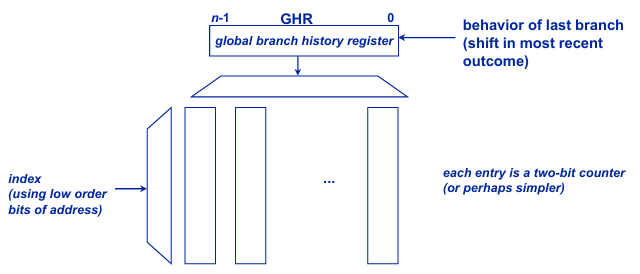 n-1 GHR 0
global branch history register
behavior of last branch
(shift in most recent
outcome)
index
(using low order
bits of address)
...
each entry is a two-bit counter
(or perhaps simpler)